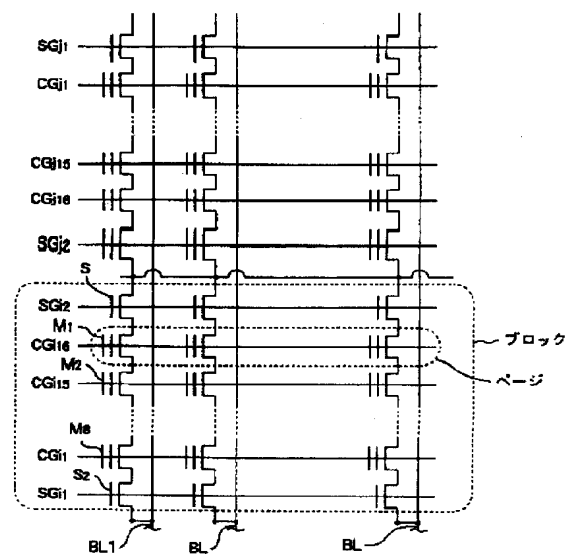 SGj1
CGj1
CGj15
CGj16
SGj2
S
SGi2
M1
CGi16
M2
CGi15
M8
CGi1
S2
SGi1
ブロック
ページ
BL1
BL
BL